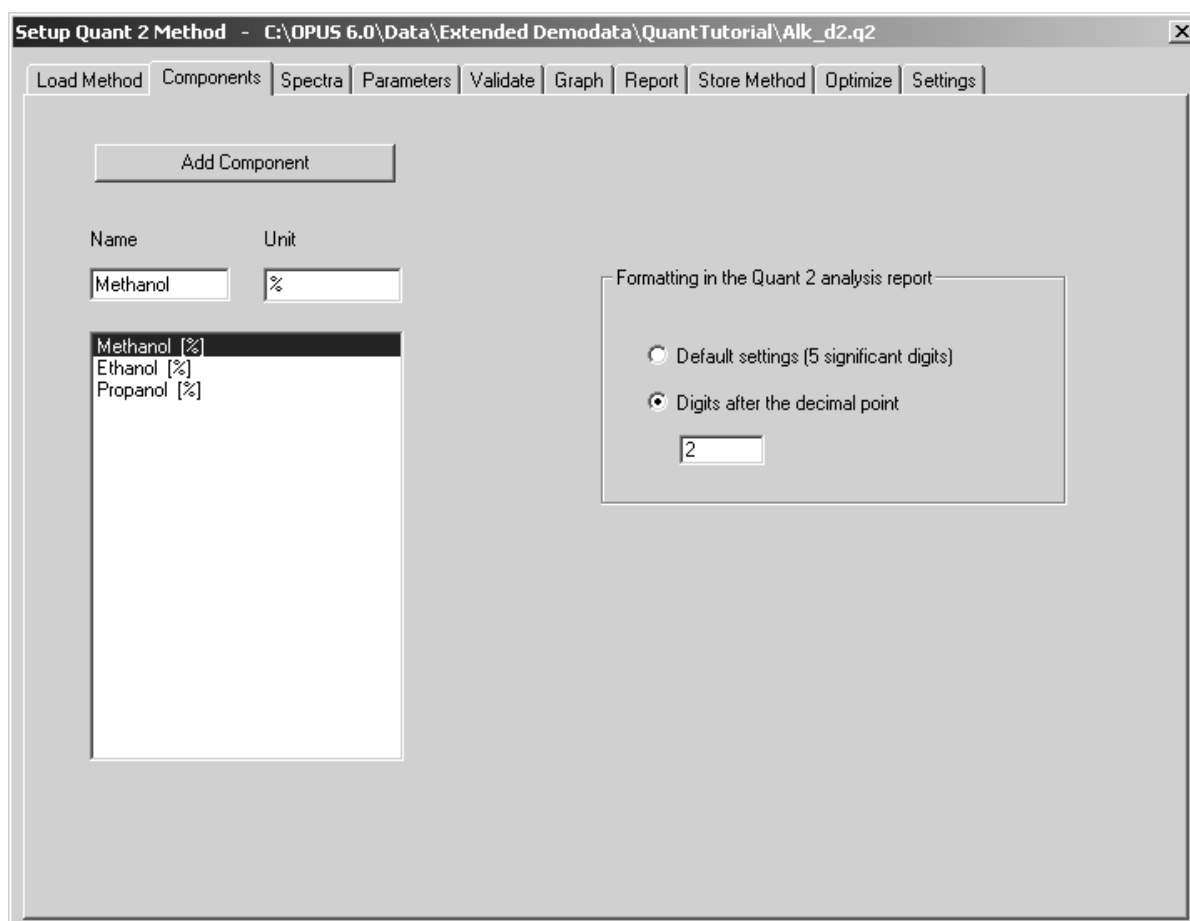 Setup Quant 2 Method - C:\OPUS 6.0\Data\Extended Demodata\QuantTutorial\Alk_d2.q2
Load Method Components Spectra Parameters Validate Graph Report Store Method Optimize Settings
Add Component
Name Unit
Methanol %
Methanol [%]
Ethanol [%]
Propanol [%]
Formatting in the Quant 2 analysis report
Default settings (5 significant digits)
Digits after the decimal point
2